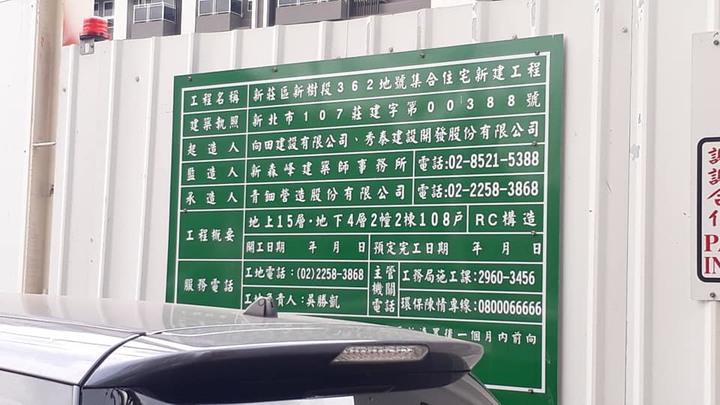 工程名稱 新莊區新樹段362地號集合住宅新建工程
建築執照 新北市107莊建字第00388號
起造人 向田建設有限公司、秀泰建設開發股份有限公司
監造人 新森峰建築師事務所 電話:02-8521-5388
承造人 青鈿營造股份有限公司 電話:02-2258-3868
工程概要 地上15層·地下4層2幢2棟108戶 RC構造
開工日期 年 月 日 預定完工日期 年 月 日
服務電話 工地電話:(02)2258-3868 主管機關電話 工務局施工課:2960-3456
工地負責人:吳勝凱 環保陳情專線:0800066666
一個月內前向